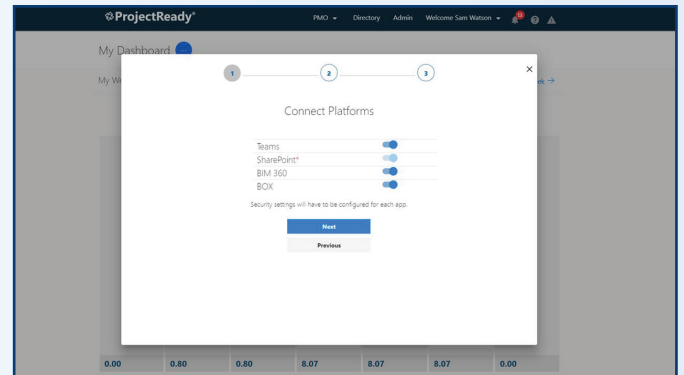 ProjectReady®
PMO Directory Admin Welcome Sam Watson
My Dashboard
My W
ek →
1 2 3
×
Connect Platforms
Teams
SharePoint*
BIM 360
BOX
Security settings will have to be configured for each app.
Next
Previous
0.00 0.80 0.80 8.07 8.07 8.07 0.00